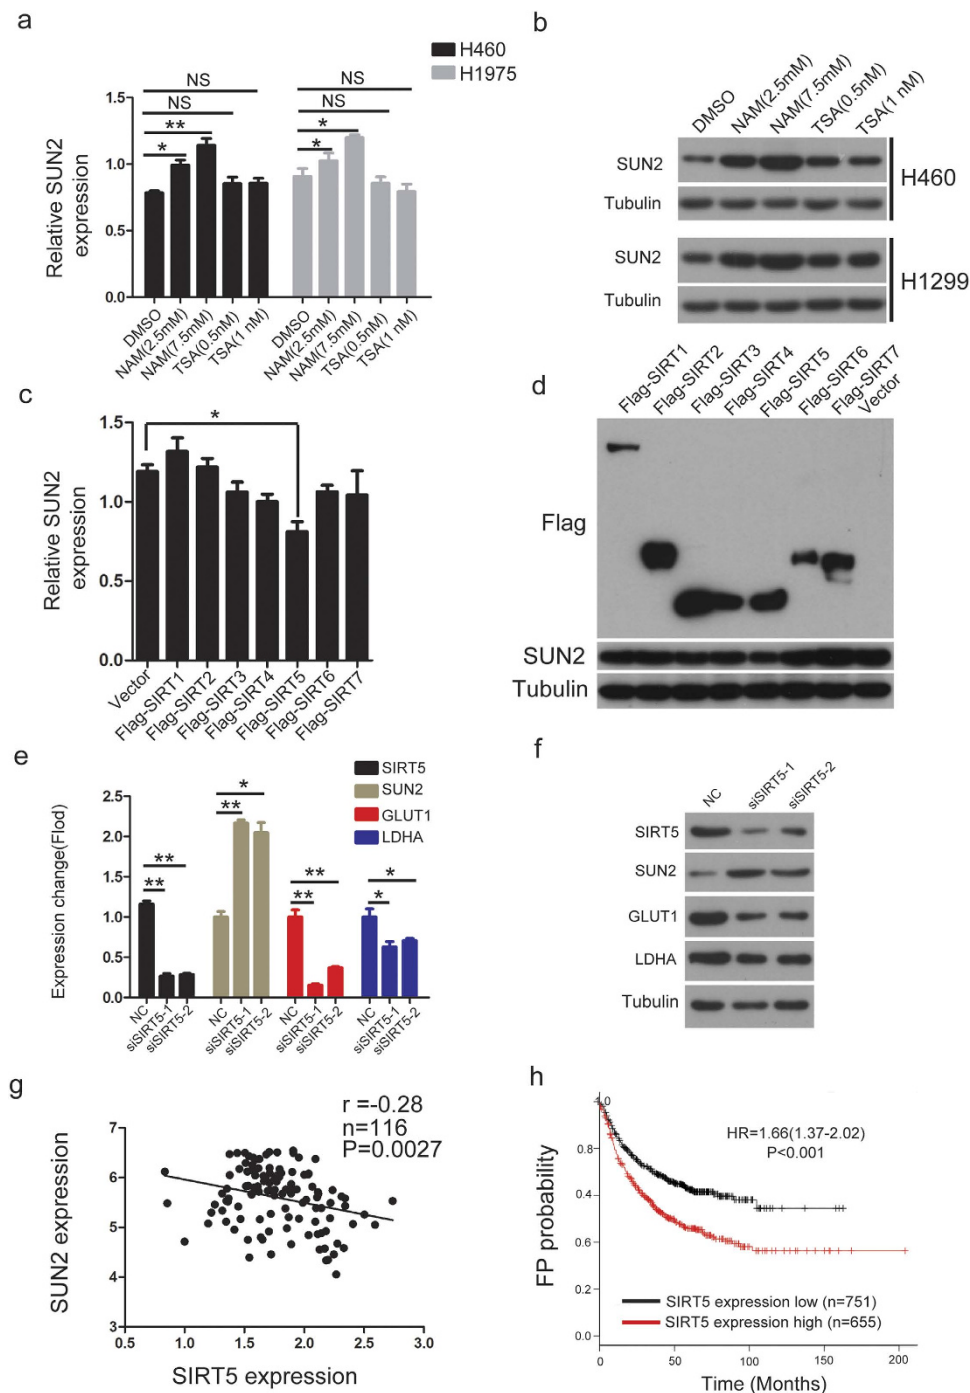 a
H460
H1975
NS
NS
**
*
NS
NS
*
*
1.5
1.0
0.5
0.0
Relative SUN2
expression
DMSO
NAM(2.5mM)
NAM(7.5mM)
TSA(0.5nM)
TSA(1 nM)
DMSO
NAM(2.5mM)
NAM(7.5mM)
TSA(0.5nM)
TSA(1 nM)
b
DMSO
NAM(2.5mM)
NAM(7.5mM)
TSA(0.5nM)
TSA(1 nM)
SUN2
Tubulin
H460
SUN2
Tubulin
H1299
c
*
1.5
1.0
0.5
0.0
Relative SUN2
expression
Vector
Flag-SIRT1
Flag-SIRT2
Flag-SIRT3
Flag-SIRT4
Flag-SIRT5
Flag-SIRT6
Flag-SIRT7
d
Flag-SIRT1
Flag-SIRT2
Flag-SIRT3
Flag-SIRT4
Flag-SIRT5
Flag-SIRT6
Flag-SIRT7
Vector
Flag
SUN2
Tubulin
e
SIRT5
SUN2
GLUT1
LDHA
**
**
*
**
**
**
*
*
2.5
2.0
1.5
1.0
0.5
0.0
Expression change(Flod)
NC
siSIRT5-1
siSIRT5-2
NC
siSIRT5-1
siSIRT5-2
NC
siSIRT5-1
siSIRT5-2
NC
siSIRT5-1
siSIRT5-2
f
NC
siSIRT5-1
siSIRT5-2
SIRT5
SUN2
GLUT1
LDHA
Tubulin
g
r =-0.28
n=116
P=0.0027
7
6
5
4
3
SUN2 expression
0.5
1.0
1.5
2.0
2.5
3.0
SIRT5 expression
h
HR=1.66(1.37-2.02)
P<0.001
1.0
0.8
0.4
0.6
0.2
0.0
FP probability
SIRT5 expression low (n=751)
SIRT5 expression high (n=655)
0
50
100
150
200
Time (Months)